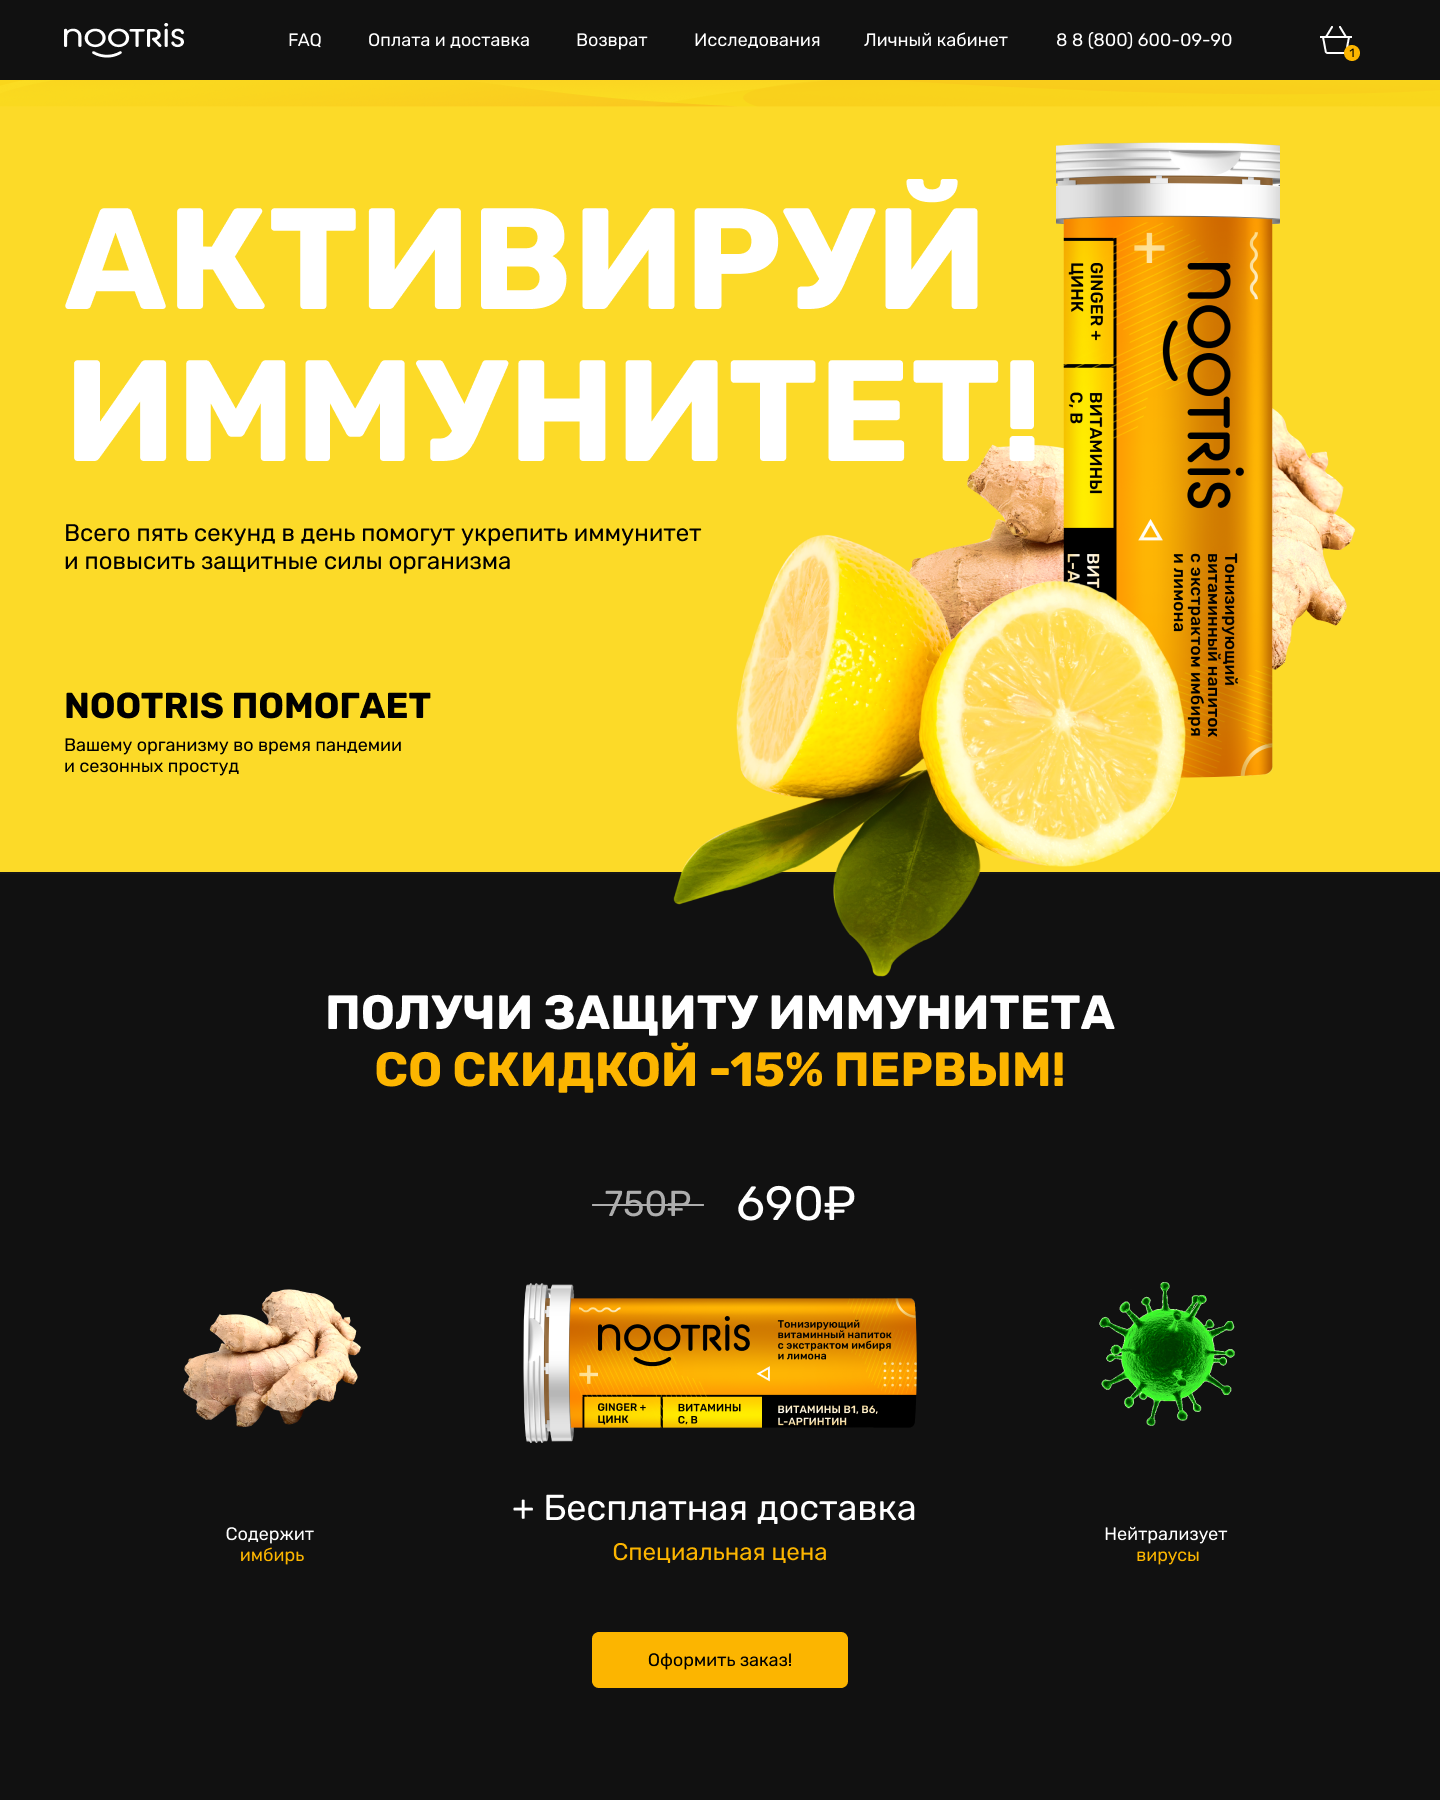 nootris
FAQ
Оплата и доставка
Возврат
Исследования
Личный кабинет
8 8 (800) 600-09-90
1
АКТИВИРУЙ
ИММУНИТЕТ!
Всего пять секунд в день помогут укрепить иммунитет
и повысить защитные силы организма
NOOTRIS ПОМОГАЕТ
Вашему организму во время пандемии
и сезонных простуд
nootris
GINGER +
ЦИНК
ВИТАМИНЫ
C, B
Тонизирующий
витаминный напиток
с экстрактом имбиря
и лимона
ПОЛУЧИ ЗАЩИТУ ИММУНИТЕТА
СО СКИДКОЙ -15% ПЕРВЫМ!
750₽ 690₽
nootris
Тонизирующий
витаминный напиток
с экстрактом имбиря
и лимона
GINGER +
ЦИНК
ВИТАМИНЫ
C, B
ВИТАМИНЫ B1, B6,
L-АРГИНТИН
+ Бесплатная доставка
Специальная цена
Содержит
имбирь
Нейтрализует
вирусы
Оформить заказ!